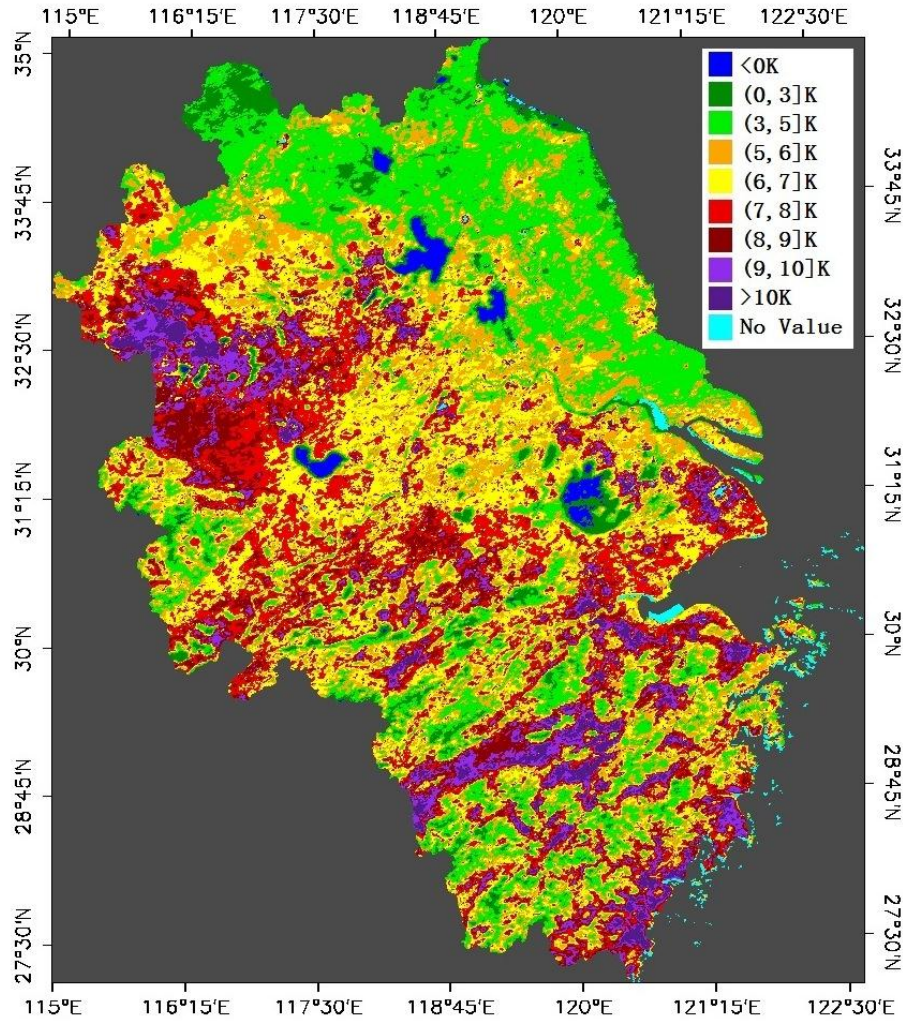 115°E 116°15'E 117°30'E 118°45'E 120°E 121°15'E 122°30'E
35°N
33°45'N
32°30'N
31°15'N
30°N
28°45'N
27°30'N
<0K
(0, 3]K
(3, 5]K
(5, 6]K
(6, 7]K
(7, 8]K
(8, 9]K
(9, 10]K
>10K
No Value
33°45'N
32°30'N
31°15'N
30°N
28°45'N
27°30'N
115°E 116°15'E 117°30'E 118°45'E 120°E 121°15'E 122°30'E